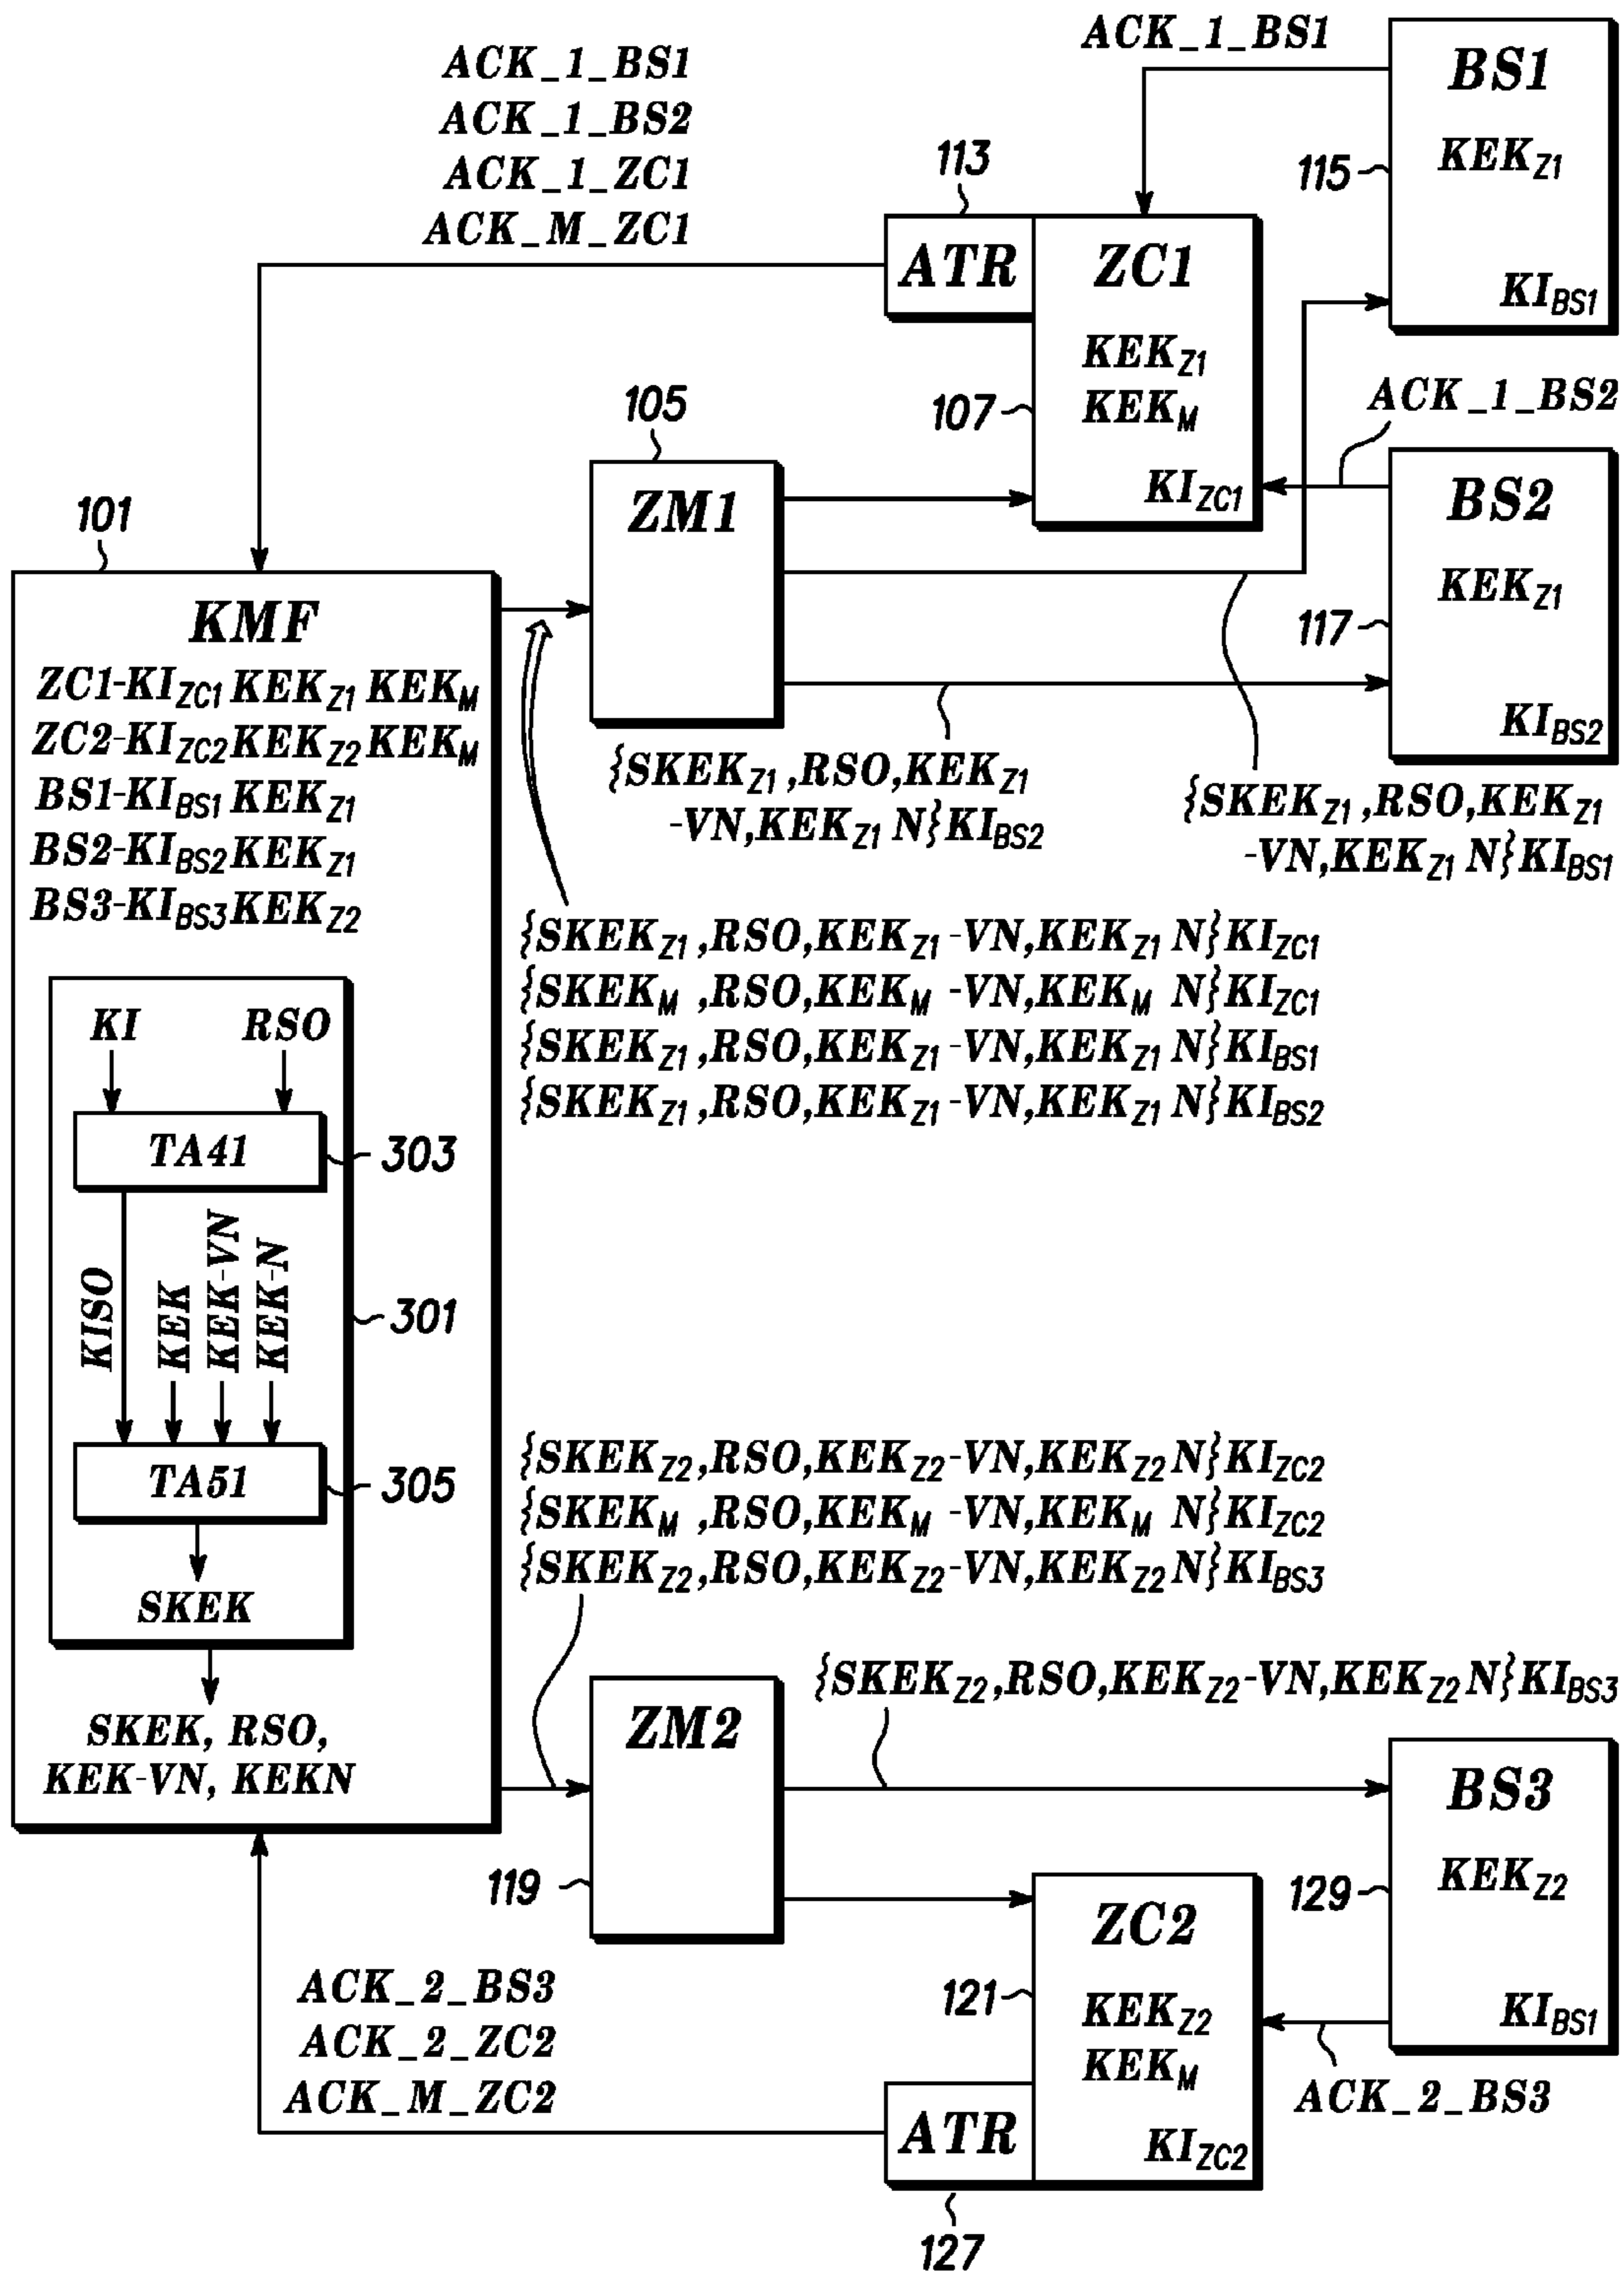 ACK_1_BS1
ACK_1_BS2
ACK_1_ZC1
ACK_M_ZC1
ACK_1_BS1
BS1
KEKZ1
115
KIBS1
113
ATR
ZC1
KEKZ1
KEKM
107
KIZC1
ACK_1_BS2
BS2
KEKZ1
117
KIBS2
105
ZM1
101
KMF
ZC1-KIZC1 KEKZ1 KEKM
ZC2-KIZC2 KEKZ2 KEKM
BS1-KIBS1 KEKZ1
BS2-KIBS2 KEKZ1
BS3-KIBS3 KEKZ2
{SKEKZ1 ,RSO,KEKZ1
-VN,KEKZ1 N}KIBS2
{SKEKZ1 ,RSO,KEKZ1
-VN,KEKZ1 N}KIBS1
{SKEKZ1 ,RSO,KEKZ1 -VN,KEKZ1 N}KIZC1
{SKEKM ,RSO,KEKM -VN,KEKM N}KIZC1
{SKEKZ1 ,RSO,KEKZ1 -VN,KEKZ1 N}KIBS1
{SKEKZ1 ,RSO,KEKZ1 -VN,KEKZ1 N}KIBS2
KI
RSO
TA41
303
KISO
KEK
KEK-VN
KEK-N
301
TA51
305
SKEK
SKEK, RSO,
KEK-VN, KEKN
{SKEKZ2,RSO,KEKZ2-VN,KEKZ2 N}KIZC2
{SKEKM ,RSO,KEKM -VN,KEKM N}KIZC2
{SKEKZ2,RSO,KEKZ2-VN,KEKZ2 N}KIBS3
ZM2
119
{SKEKZ2,RSO,KEKZ2-VN,KEKZ2 N}KIBS3
BS3
KEKZ2
129
KIBS1
ZC2
121
KEKZ2
KEKM
KIZC2
ACK_2_BS3
ACK_2_BS3
ACK_2_ZC2
ACK_M_ZC2
ATR
127